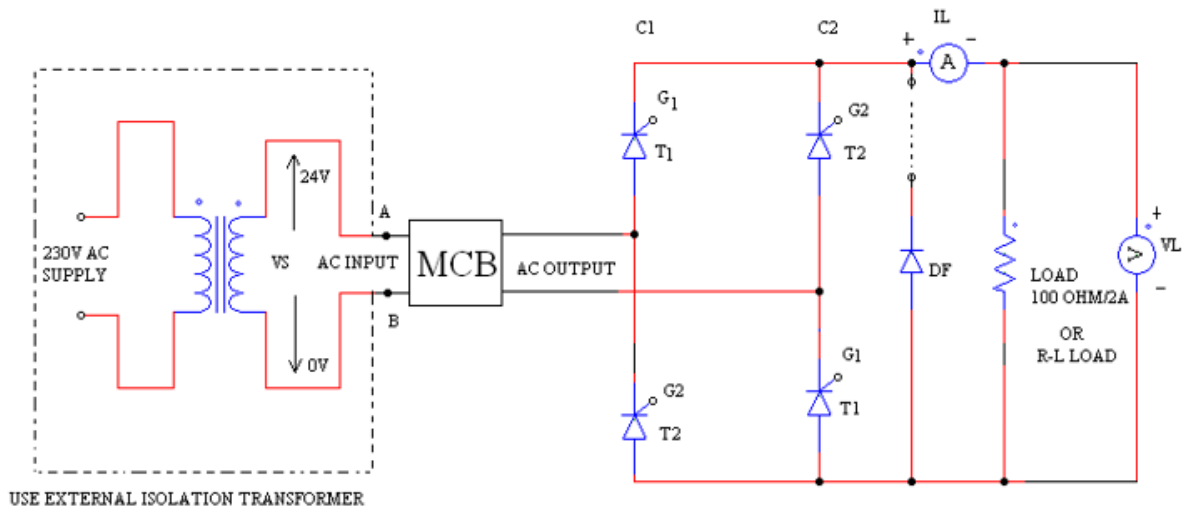 C1
C2
IL
+
A
-
G1
T1
G2
T2
24V
230V AC
SUPPLY
VS
0V
A
AC INPUT
B
MCB
AC OUTPUT
DF
LOAD
100 OHM/2A
OR
R-L LOAD
+
V
VL
-
G2
T2
G1
T1
USE EXTERNAL ISOLATION TRANSFORMER